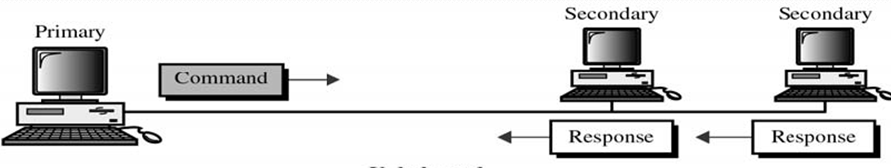 Primary
Secondary
Secondary
Command
Response
Response